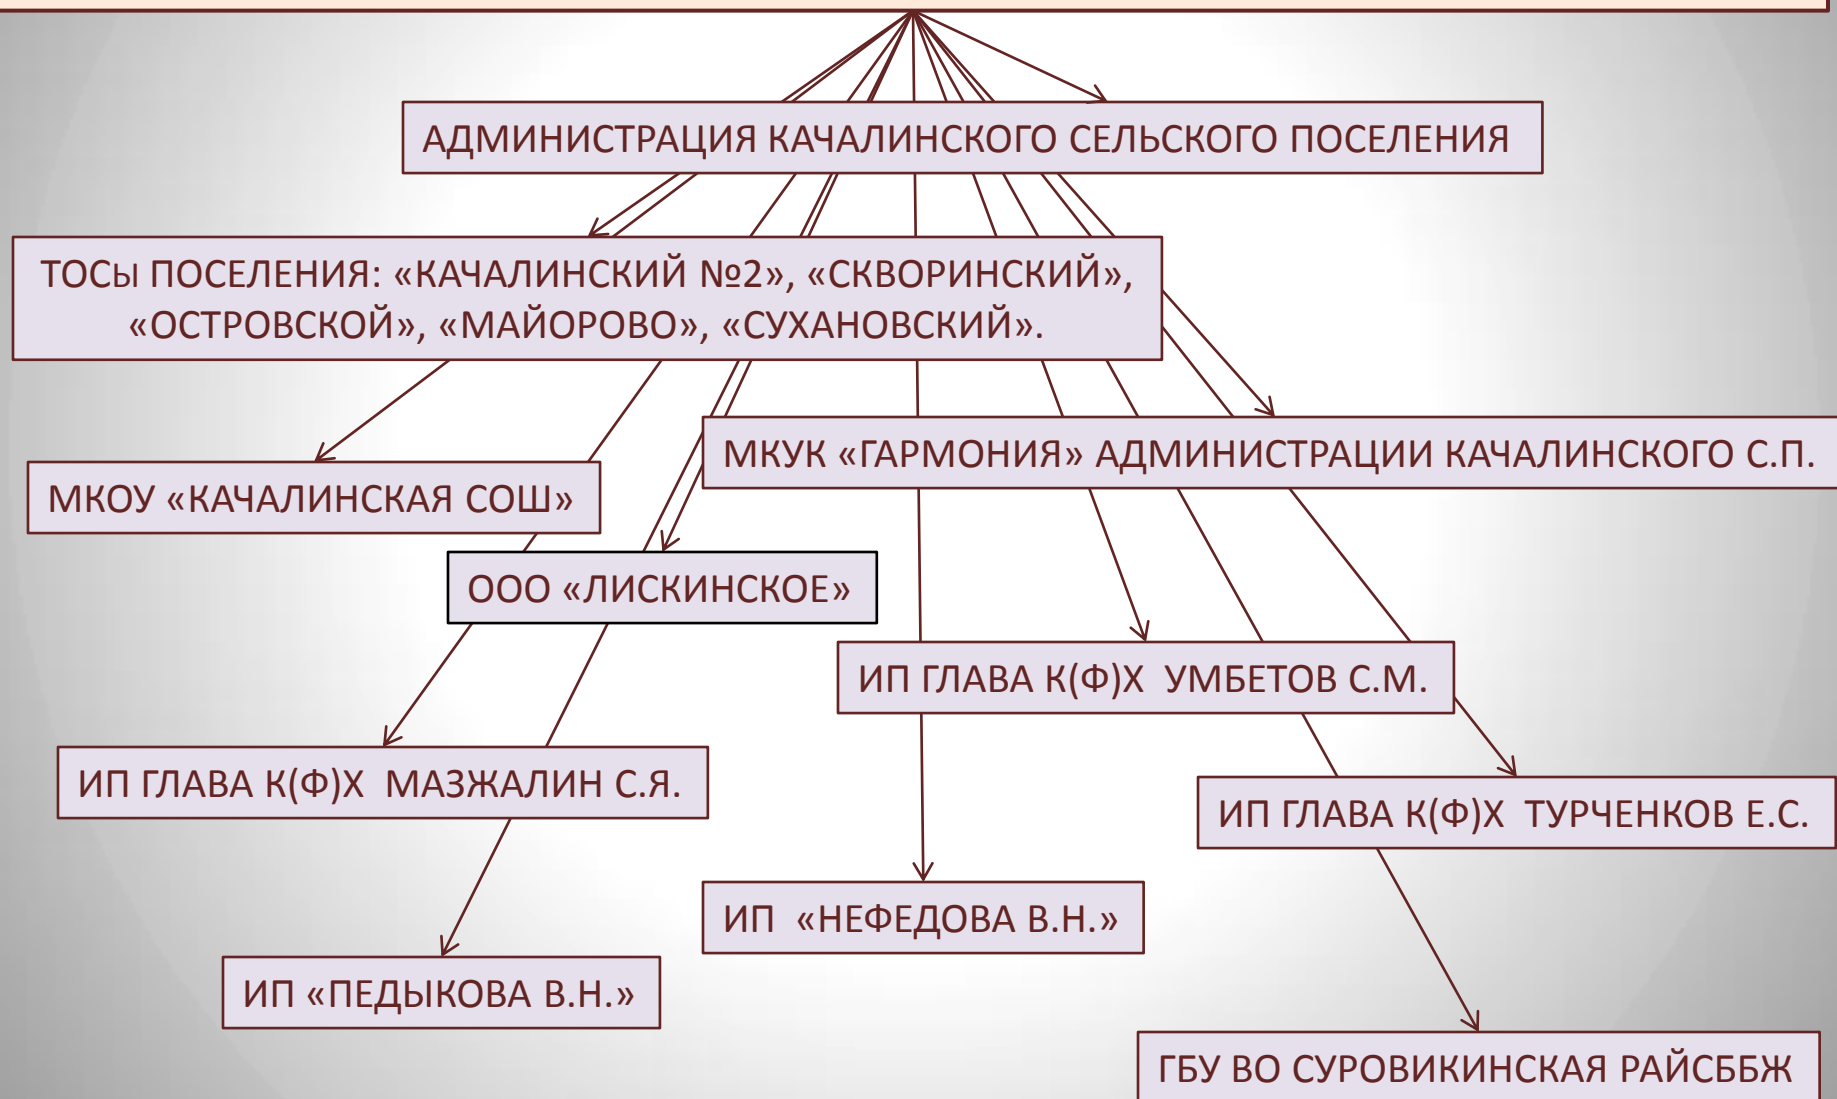 АДМИНИСТРАЦИЯ КАЧАЛИНСКОГО СЕЛЬСКОГО ПОСЕЛЕНИЯ
ТОСы ПОСЕЛЕНИЯ: «КАЧАЛИНСКИЙ №2», «СКВОРИНСКИЙ»,
«ОСТРОВСКОЙ», «МАЙОРОВО», «СУХАНОВСКИЙ».
МКУК «ГАРМОНИЯ» АДМИНИСТРАЦИИ КАЧАЛИНСКОГО С.П.
МКОУ «КАЧАЛИНСКАЯ СОШ»
ООО «ЛИСКИНСКОЕ»
ИП ГЛАВА К(Ф)Х УМБЕТОВ С.М.
ИП ГЛАВА К(Ф)Х МАЗЖАЛИН С.Я.
ИП ГЛАВА К(Ф)Х ТУРЧЕНКОВ Е.С.
ИП «НЕФЕДОВА В.Н.»
ИП «ПЕДЫКОВА В.Н.»
ГБУ ВО СУРОВИКИНСКАЯ РАЙСББЖ